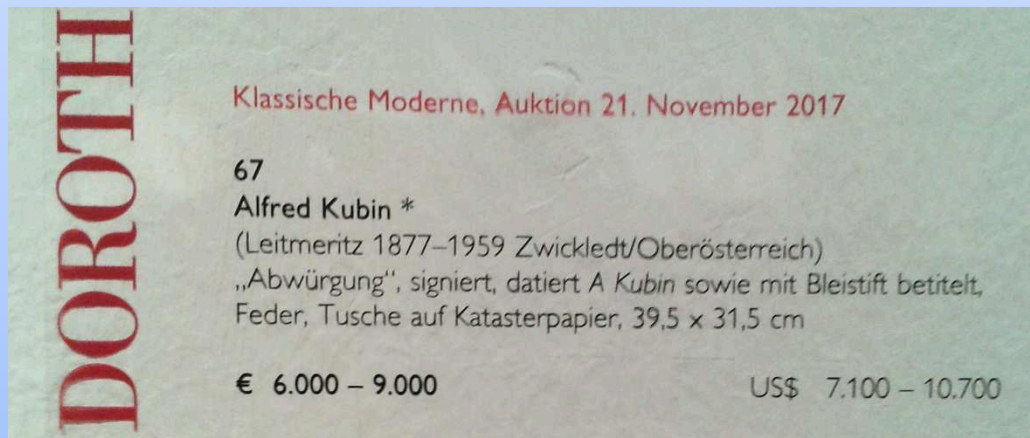 DOROTH
Klassische Moderne, Auktion 21. November 2017
67
Alfred Kubin *
(Leitmeritz 1877–1959 Zwickledt/Oberösterreich)
„Abwürgung“, signiert, datiert A Kubin sowie mit Bleistift betitelt,
Feder, Tusche auf Katasterpapier, 39,5 x 31,5 cm
€ 6.000 – 9.000 US$ 7.100 – 10.700